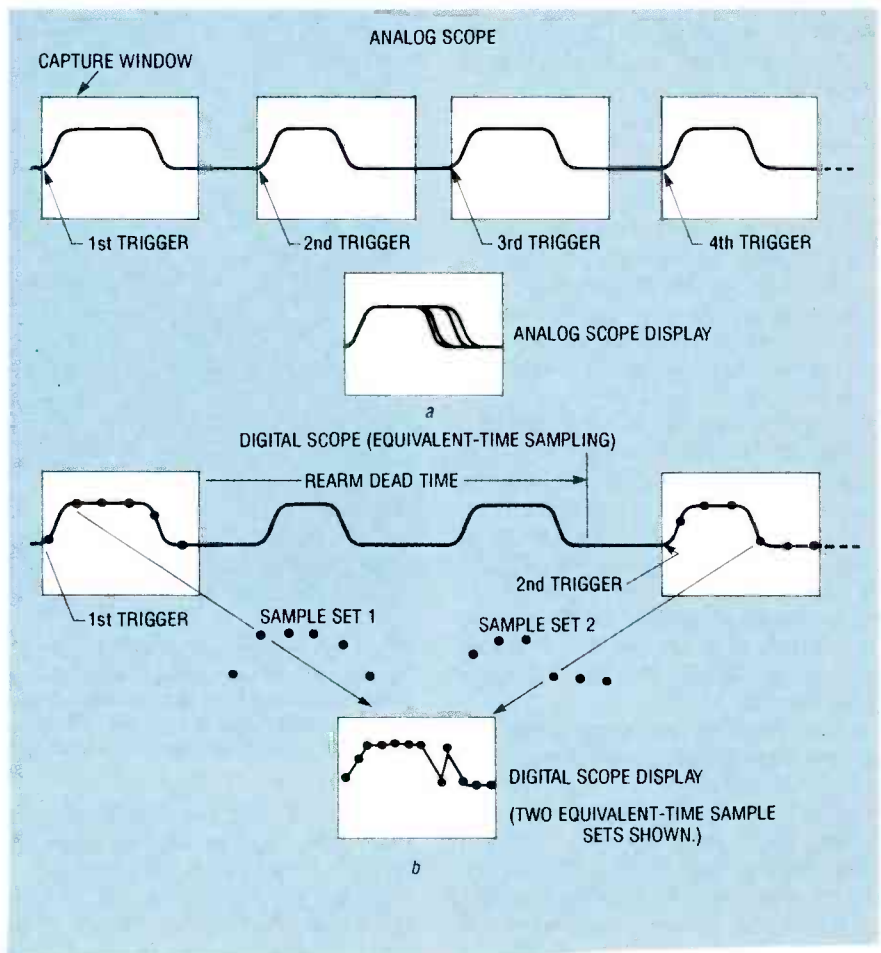 ANALOG SCOPE
CAPTURE WINDOW
1st TRIGGER
2nd TRIGGER
3rd TRIGGER
4th TRIGGER
ANALOG SCOPE DISPLAY
a
DIGITAL SCOPE (EQUIVALENT-TIME SAMPLING)
REARM DEAD TIME
2nd TRIGGER
1st TRIGGER
SAMPLE SET 1
SAMPLE SET 2
DIGITAL SCOPE DISPLAY
(TWO EQUIVALENT-TIME SAMPLE
SETS SHOWN.)
b